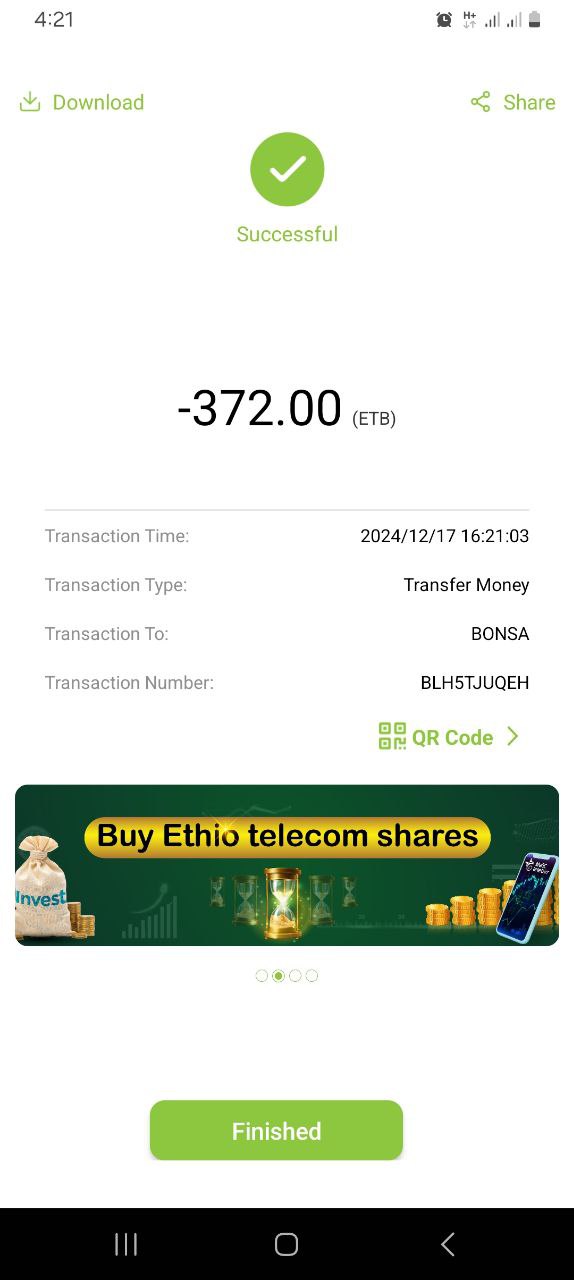 4:21
H+
Download
Share
Successful
-372.00 (ETB)
Transaction Time: 2024/12/17 16:21:03
Transaction Type: Transfer Money
Transaction To: BONSA
Transaction Number: BLH5TJUQEH
QR Code
Buy Ethio telecom shares
Invest
Finished